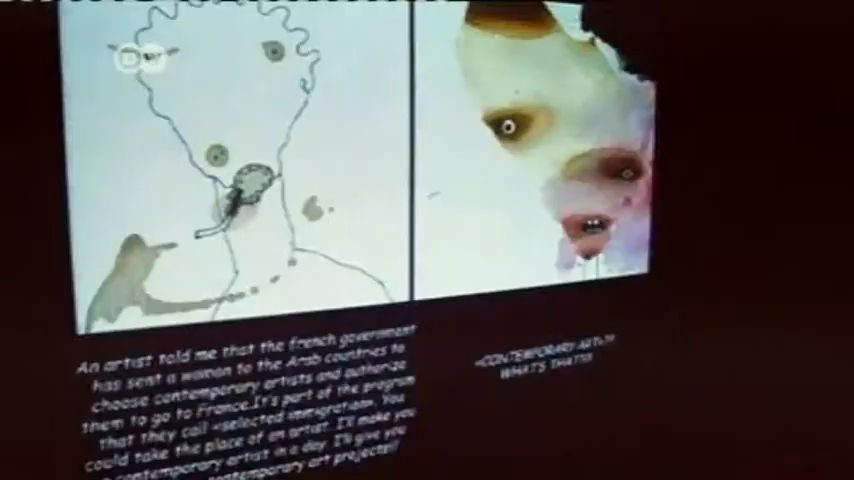 DW
An artist told me that the french government
has sent a woman to the Arab countries to
choose contemporary artists and authorize
them to go to France. It's part of the program
that they call «selected immigration». You
could take the place of an artist. I'll make you
a contemporary artist in a day. I'll give you
contemporary art projects!
WHAT'S THAT?!
«CONTEMPORARY